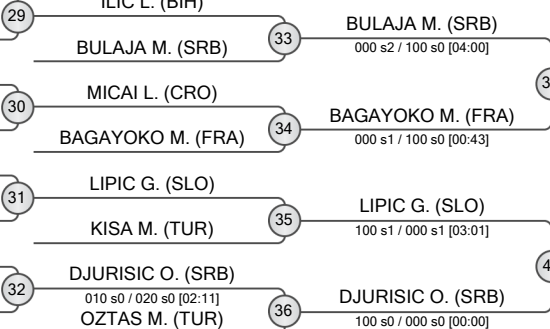 29
ILIC L. (BIH)
BULAJA M. (SRB)
33
BULAJA M. (SRB)
000 s2 / 100 s0 [04:00]
30
MICAI L. (CRO)
BAGAYOKO M. (FRA)
34
BAGAYOKO M. (FRA)
000 s1 / 100 s0 [00:43]
31
LIPIC G. (SLO)
KISA M. (TUR)
35
LIPIC G. (SLO)
100 s1 / 000 s1 [03:01]
32
DJURISIC O. (SRB)
010 s0 / 020 s0 [02:11]
OZTAS M. (TUR)
36
DJURISIC O. (SRB)
100 s0 / 000 s0 [00:00]